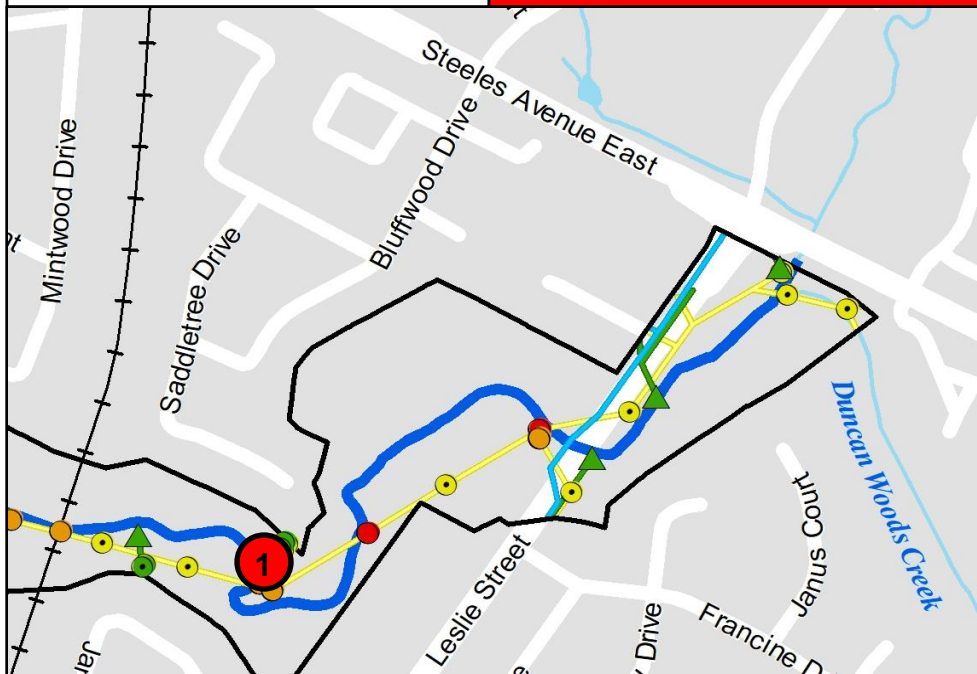 Steeles Avenue East
Mintwood Drive
Bluffwood Drive
Saddletree Drive
Duncan Woods Creek
Janus Court
1
Leslie Street
Francine D
Drive